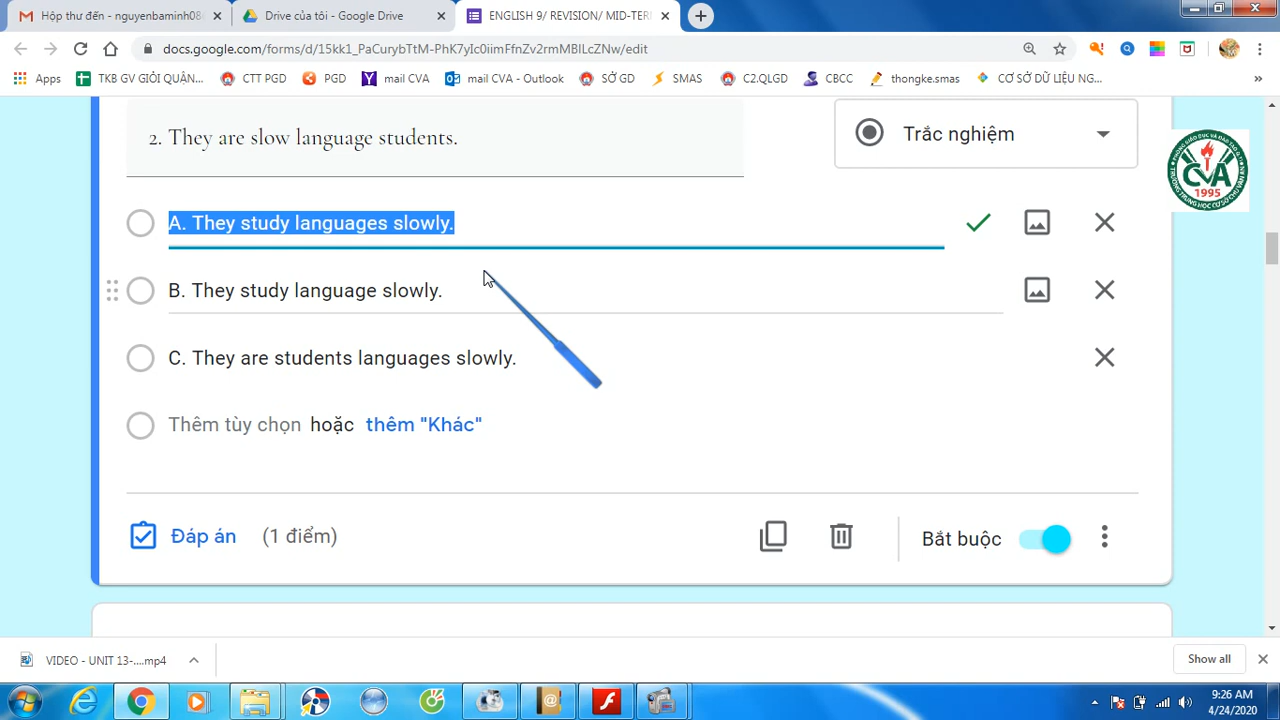 Hộp thư đến - nguyenbaminh08
Drive của tôi - Google Drive
ENGLISH 9/ REVISION/ MID-TER
docs.google.com/forms/d/15kk1_PaCurybTtM-PhK7yIc0iimFfnZv2rmMBlLcZNw/edit
Apps
TKB GV GIỎI QUẬN...
CTT PGD
PGD
mail CVA
mail CVA - Outlook
SỞ GD
SMAS
C2.QLGD
CBCC
thongke.smas
CƠ SỞ DỮ LIỆU NG...
»
2. They are slow language students.
Trắc nghiệm
CVA
1995
A. They study languages slowly.
B. They study language slowly.
C. They are students languages slowly.
Thêm tùy chọn hoặc thêm "Khác"
Đáp án (1 điểm)
Bắt buộc
VIDEO - UNIT 13-....mp4
Show all
9:26 AM
4/24/2020